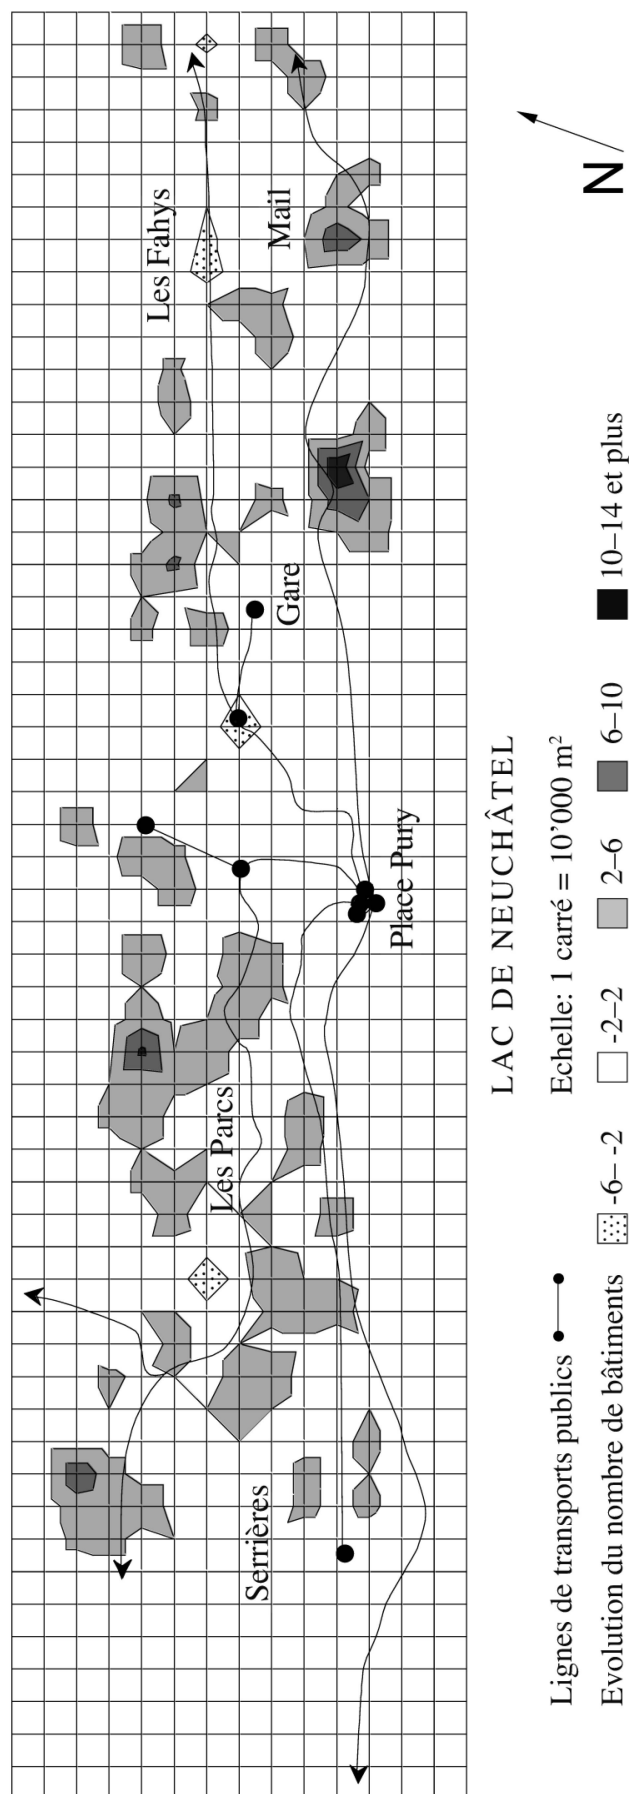 Les Fahys
Mail
Gare
Place Pury
Les Parcs
Serrières
LAC DE NEUCHÂTEL
N
Lignes de transports publics
Echelle: 1 carré = 10’000 m²
Evolution du nombre de bâtiments
-6– -2
-2–2
2–6
6–10
10–14 et plus